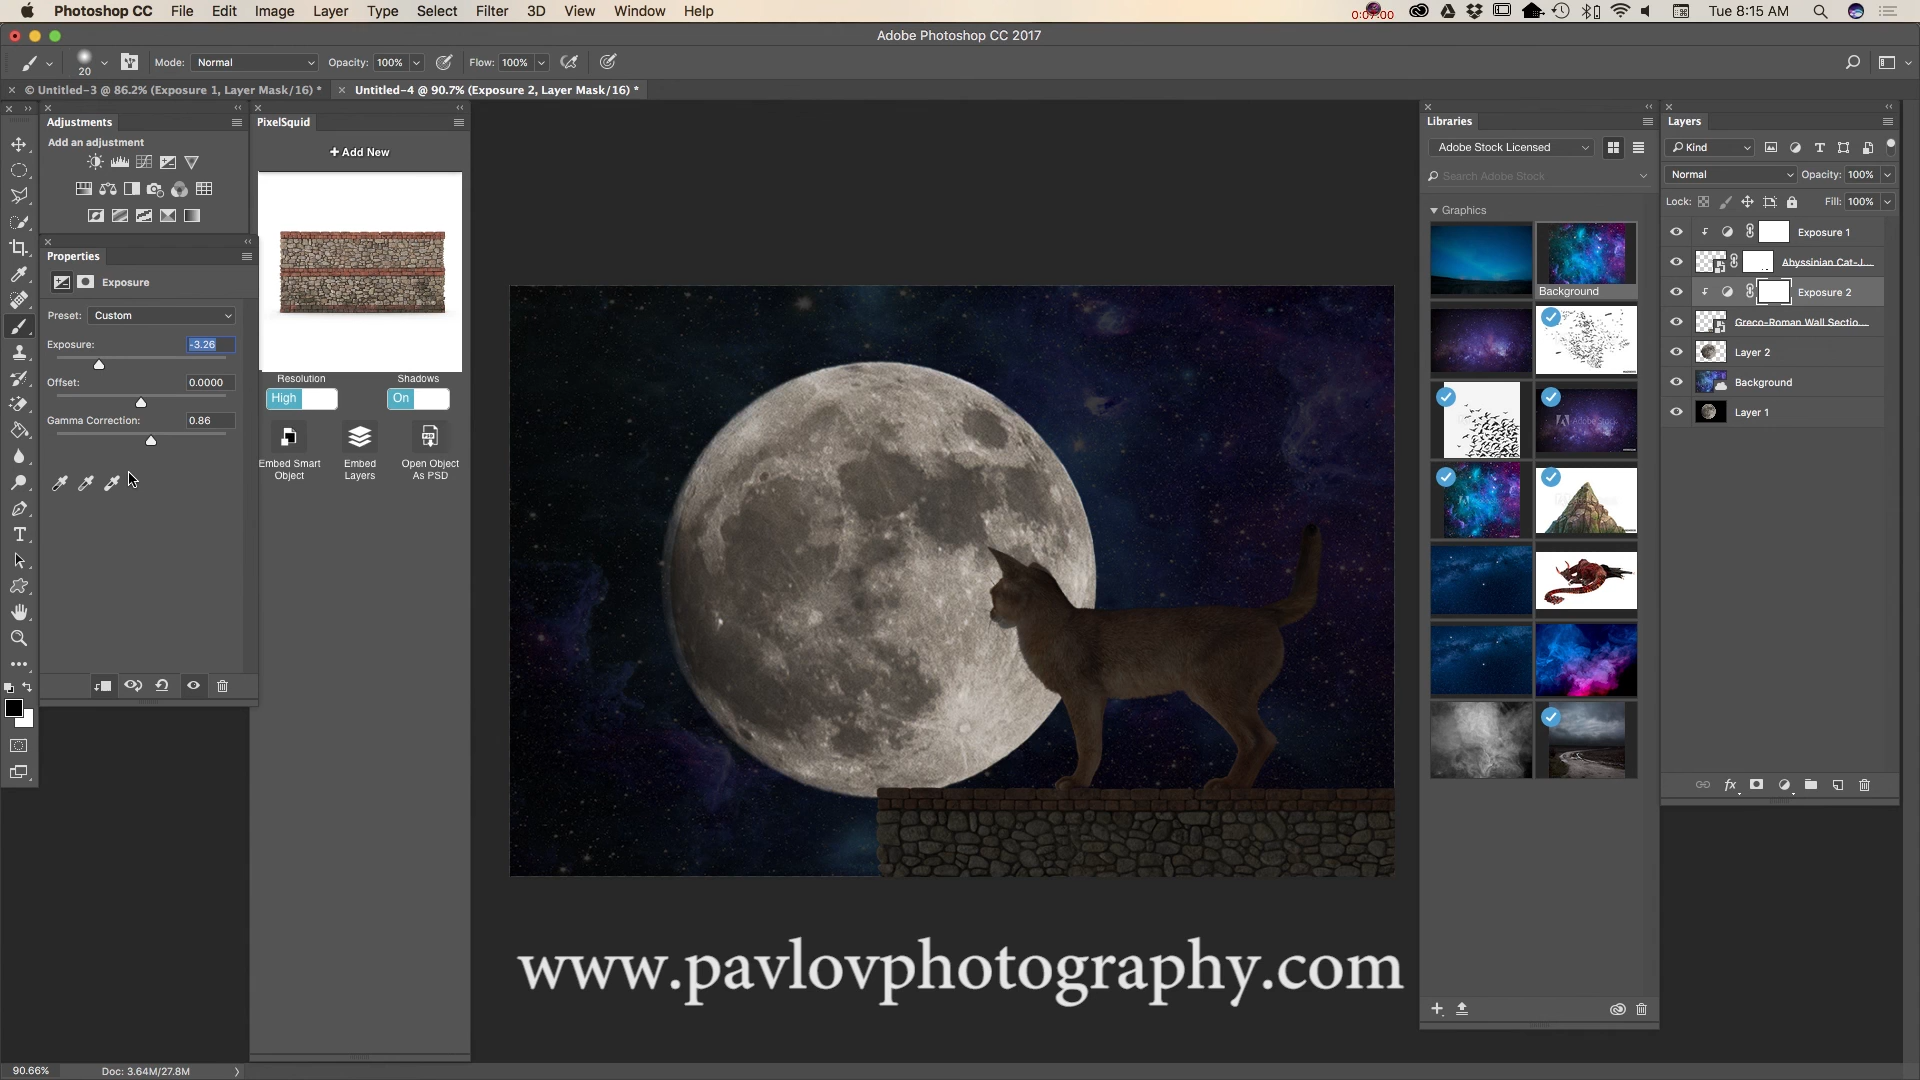 Photoshop CC File Edit Image Layer Type Select Filter 3D View Window Help
0:07:00
Tue 8:15 AM
Adobe Photoshop CC 2017
20
Mode: Normal
Opacity: 100%
Flow: 100%
© Untitled-3 @ 86.2% (Exposure 1, Layer Mask/16) *
Untitled-4 @ 90.7% (Exposure 2, Layer Mask/16) *
Adjustments
Add an adjustment
Properties
Exposure
Preset: Custom
Exposure: -3.26
Offset: 0.0000
Gamma Correction: 0.86
PixelSquid
+ Add New
Resolution Shadows
High On
Embed Smart Object
Embed Layers
Open Object As PSD
www.pavlovphotography.com
Libraries
Adobe Stock Licensed
Search Adobe Stock
Graphics
Background
Layers
Kind
Normal
Opacity: 100%
Lock:
Fill: 100%
Exposure 1
Abyssinian Cat-J...
Exposure 2
Greco-Roman Wall Sectio...
Layer 2
Background
Layer 1
90.66%
Doc: 3.64M/27.8M